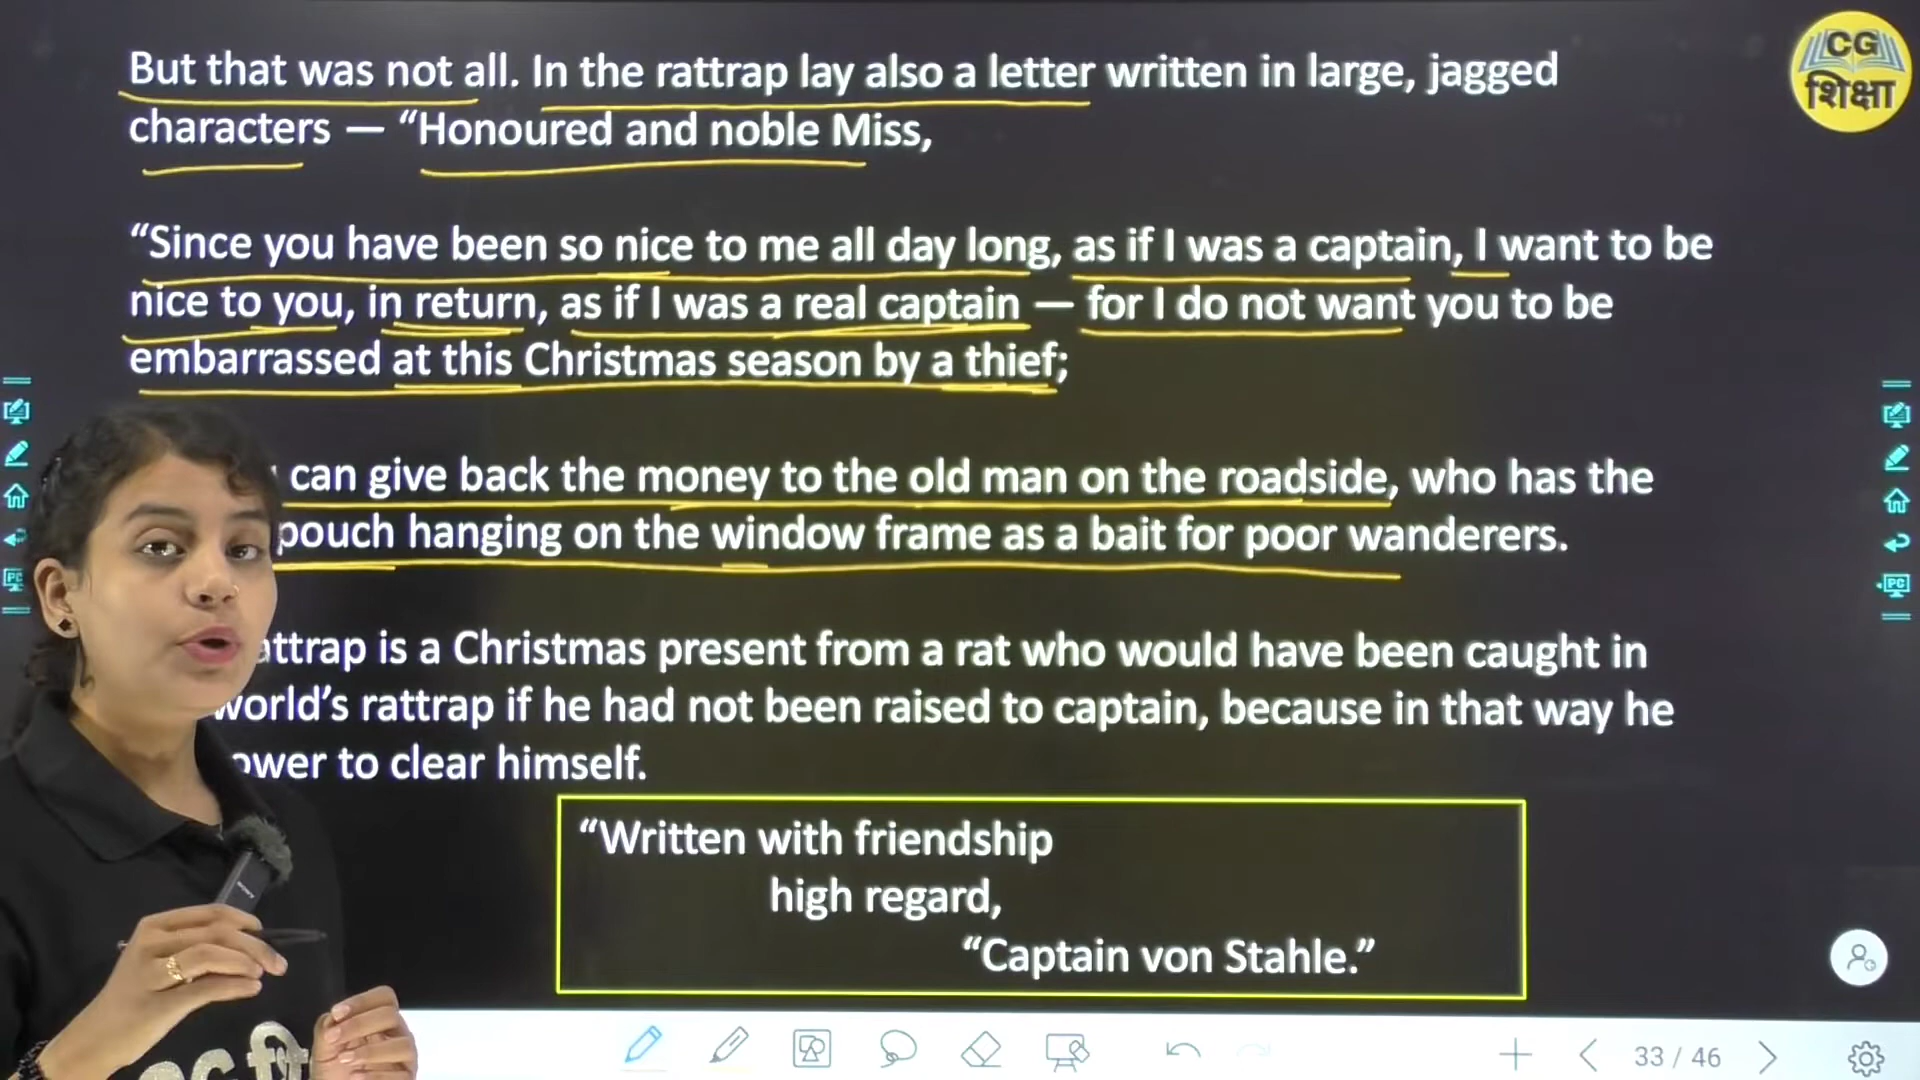 But that was not all. In the rattrap lay also a letter written in large, jagged
characters — “Honoured and noble Miss,
“Since you have been so nice to me all day long, as if I was a captain, I want to be
nice to you, in return, as if I was a real captain — for I do not want you to be
embarrassed at this Christmas season by a thief;
can give back the money to the old man on the roadside, who has the
pouch hanging on the window frame as a bait for poor wanderers.
is a Christmas present from a rat who would have been caught in
world’s rattrap if he had not been raised to captain, because in that way he
to clear himself.
“Written with friendship
high regard,
“Captain von Stahle.”
CG
शिक्षा
PC
PC
33 / 46